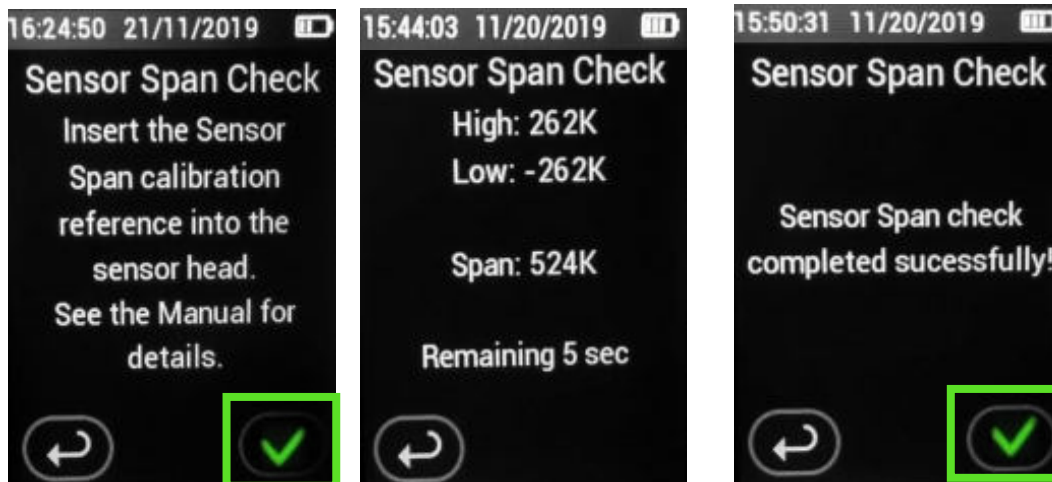 16:24:50 21/11/2019
Sensor Span Check
Insert the Sensor
Span calibration
reference into the
sensor head.
See the Manual for
details.
15:44:03 11/20/2019
Sensor Span Check
High: 262K
Low: -262K
Span: 524K
Remaining 5 sec
15:50:31 11/20/2019
Sensor Span Check
Sensor Span check
completed sucessfully!